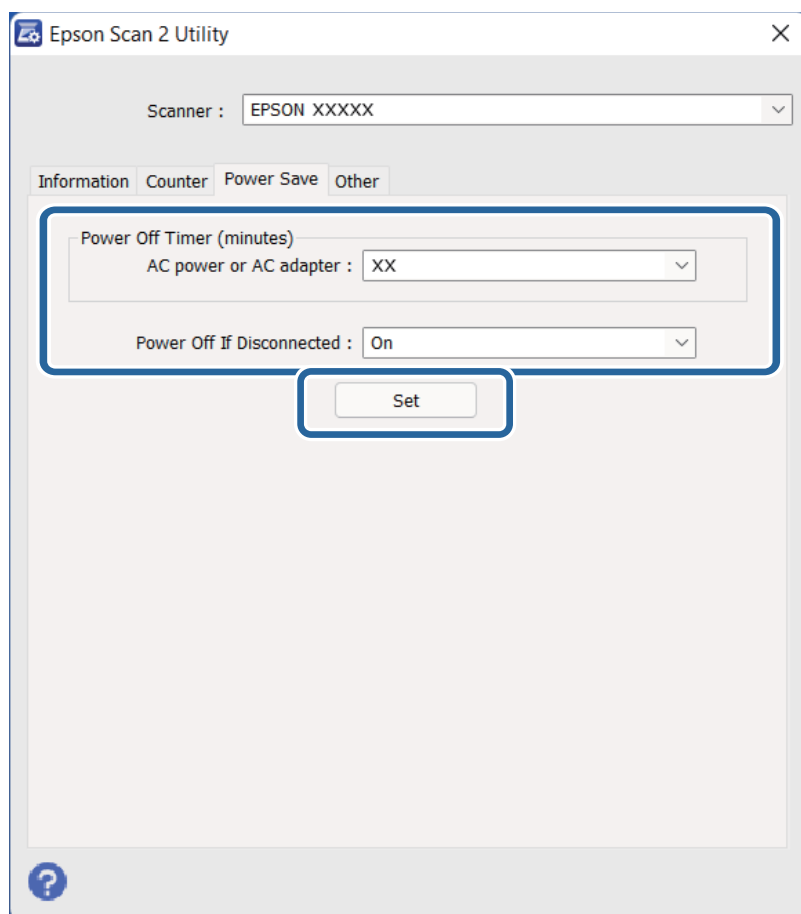 Epson Scan 2 Utility
Scanner : EPSON XXXXX
Information Counter Power Save Other
Power Off Timer (minutes)
AC power or AC adapter : XX
Power Off If Disconnected : On
Set
?